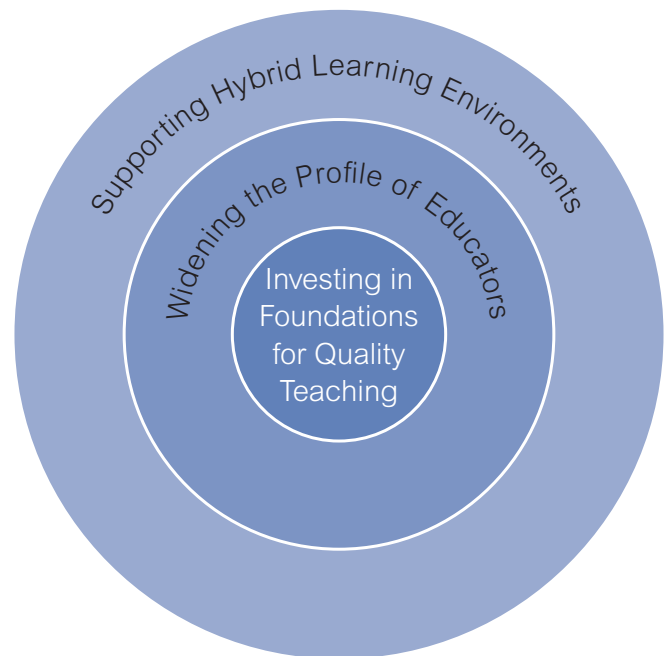 Supporting Hybrid Learning Environments
Widening the Profile of Educators
Investing in
Foundations
for Quality
Teaching